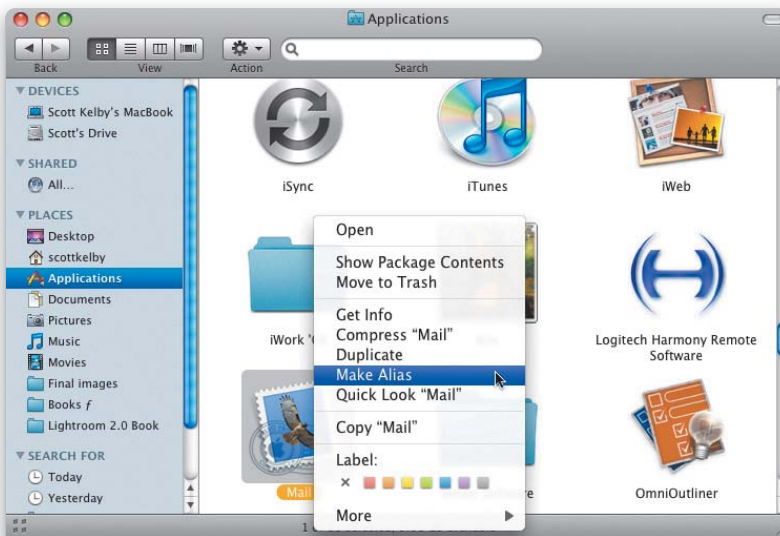 Applications
Back
View
Action
Search
DEVICES
Scott Kelby's MacBook
Scott's Drive
SHARED
All...
PLACES
Desktop
scottkelby
Applications
Documents
Pictures
Music
Movies
Final images
Books ƒ
Lightroom 2.0 Book
SEARCH FOR
Today
Yesterday
iSync
iTunes
iWeb
iWork '
Logitech Harmony Remote
Software
Mail
OmniOutliner
Open
Show Package Contents
Move to Trash
Get Info
Compress “Mail”
Duplicate
Make Alias
Quick Look “Mail”
Copy “Mail”
Label:
More